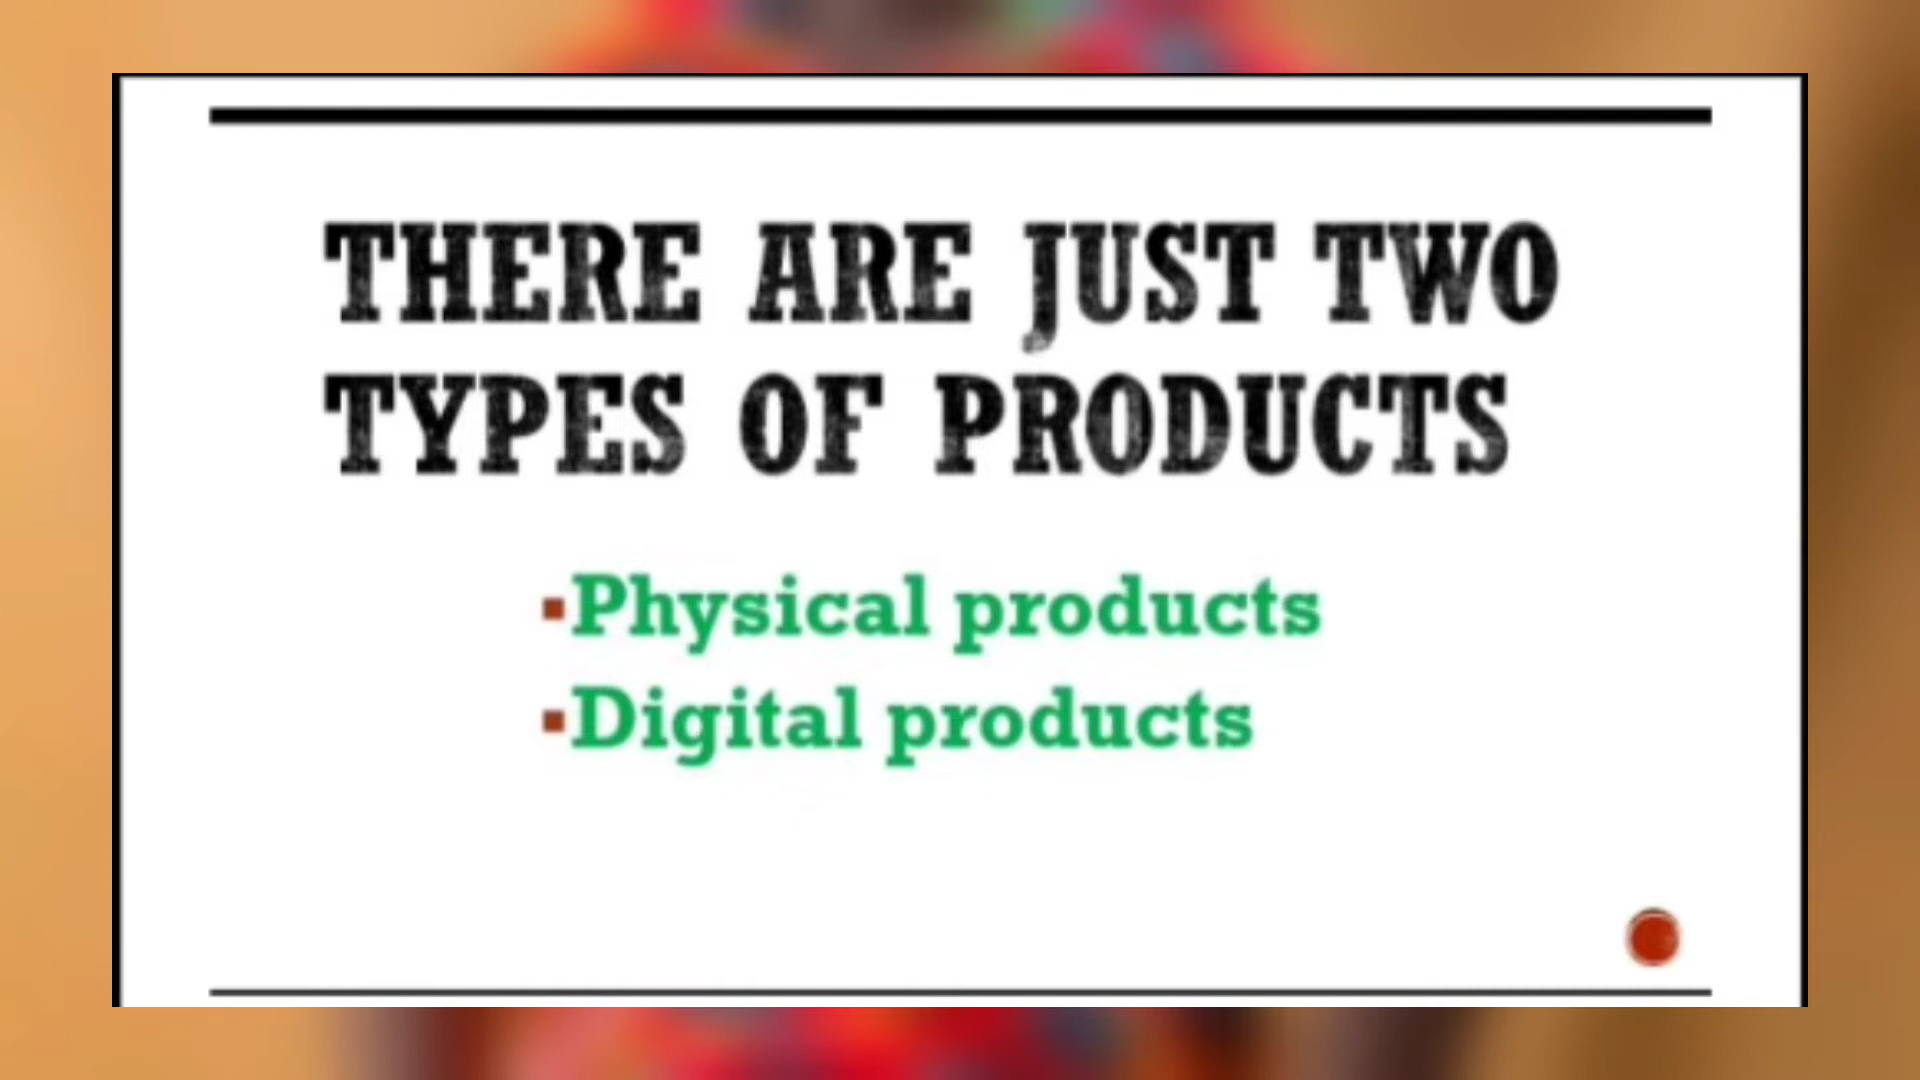 THERE ARE JUST TWO
TYPES OF PRODUCTS
▪Physical products
▪Digital products